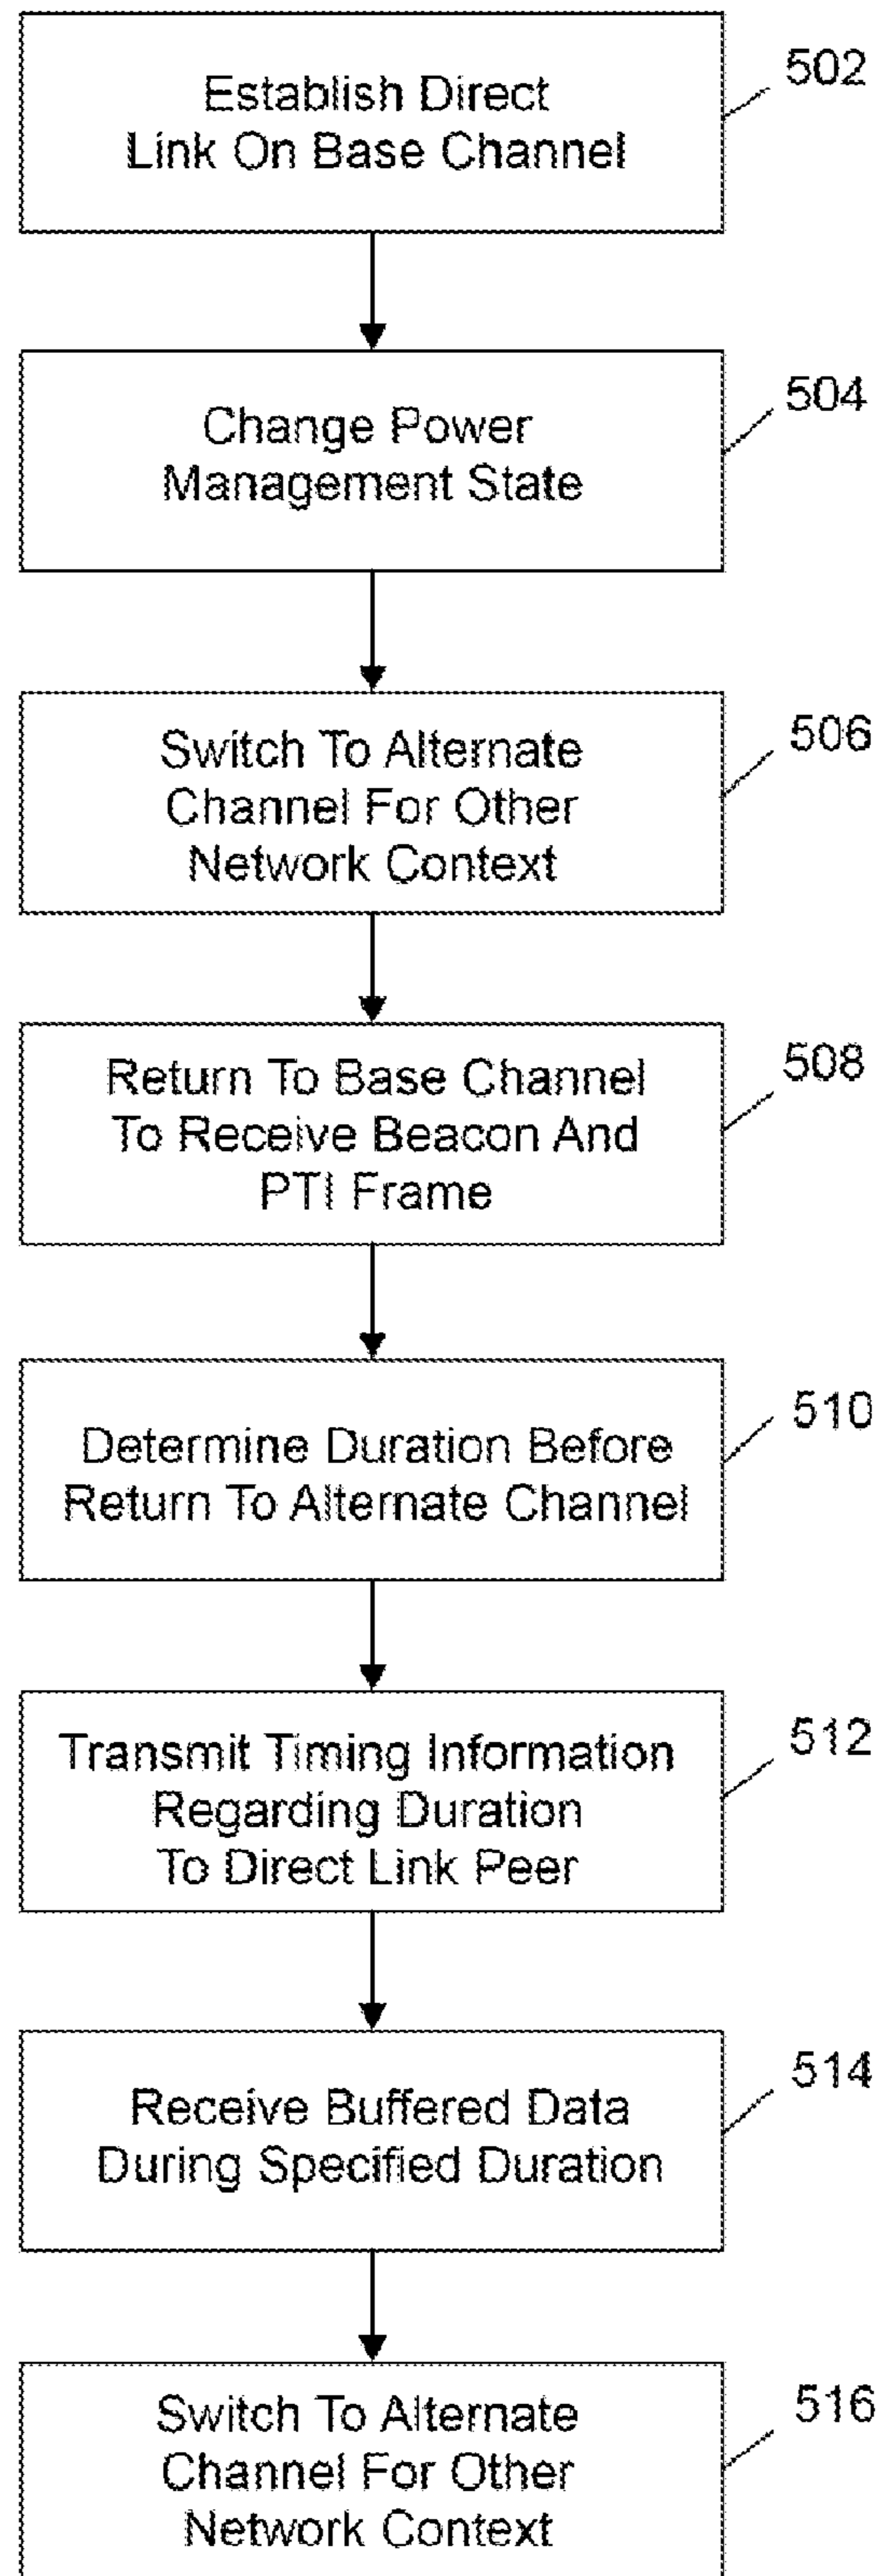 Establish Direct
Link On Base Channel
502
Change Power
Management State
504
Switch To Alternate
Channel For Other
Network Context
506
Return To Base Channel
To Receive Beacon And
PTI Frame
508
Determine Duration Before
Return To Alternate Channel
510
Transmit Timing Information
Regarding Duration
To Direct Link Peer
512
Receive Buffered Data
During Specified Duration
514
Switch To Alternate
Channel For Other
Network Context
516